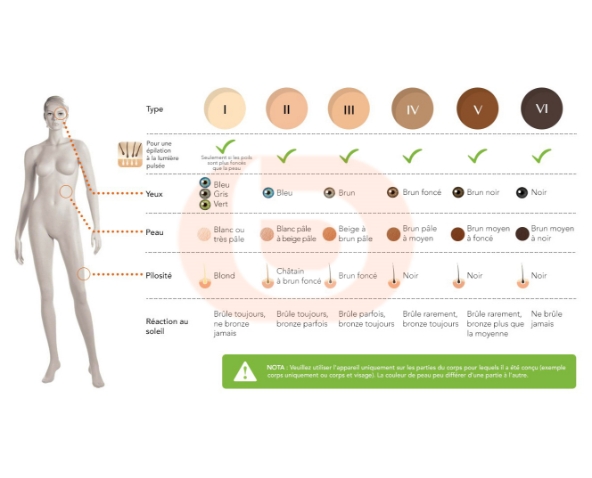 Type I II III IV V VI
Pour une
épilation
à la lumière
pulsée
Seulement si les poils
sont plus foncés
que la peau
Yeux
Bleu
Gris
Vert
Bleu
Brun
Brun foncé
Brun noir
Noir
Peau
Blanc ou
très pâle
Blanc pâle
à beige pâle
Beige à
brun pâle
Brun pâle
à moyen
Brun moyen
à foncé
Brun moyen
à noir
Pilosité
Blond
Châtain
à brun foncé
Brun foncé
Noir
Noir
Noir
Réaction au
soleil
Brûle toujours,
ne bronze
jamais
Brûle toujours,
bronze parfois
Brûle parfois,
bronze toujours
Brûle rarement,
bronze toujours
Brûle rarement,
bronze plus que
la moyenne
Ne brûle
jamais
NOTA : Veuillez utiliser l'appareil uniquement sur les parties du corps pour lesquels il a été conçu (exemple
corps uniquement ou corps et visage). La couleur de peau peu différer d'une partie à l'autre.